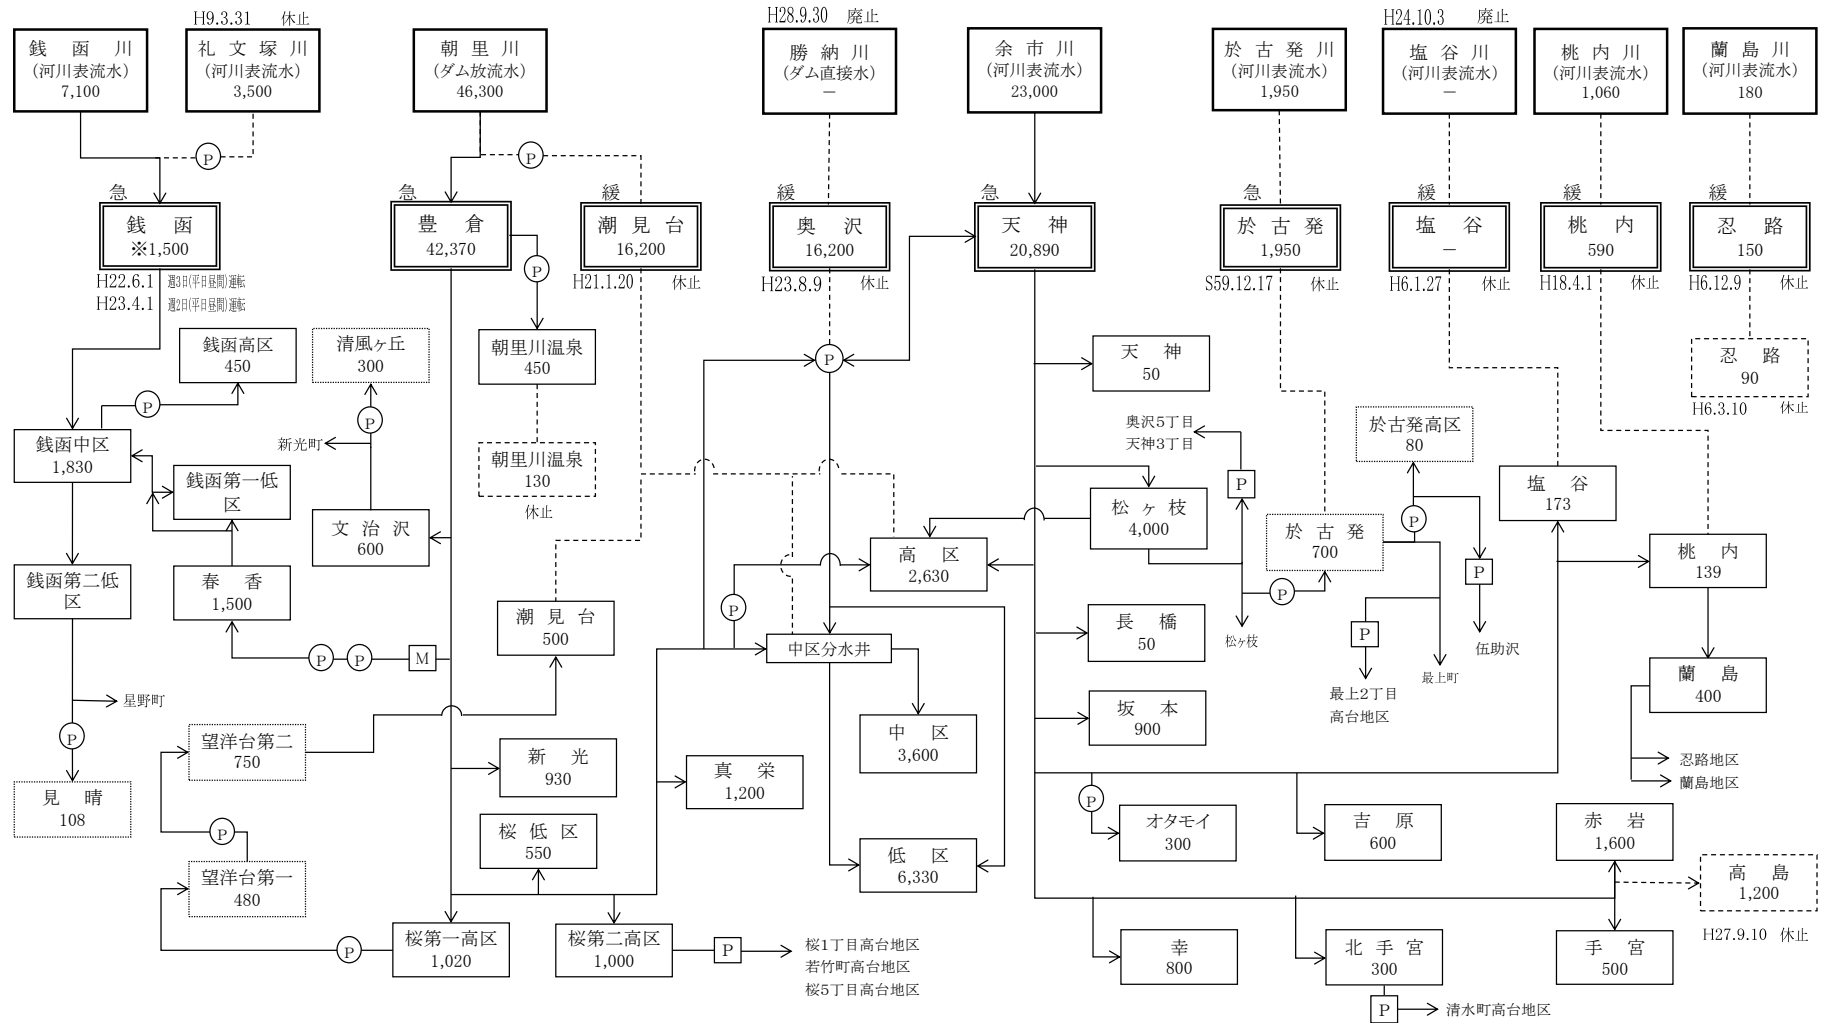 H9.3.31 休止
H28.9.30 廃止
H24.10.3 廃止
銭函川
(河川表流水)
7,100
礼文塚川
(河川表流水)
3,500
朝里川
(ダム放流水)
46,300
勝納川
(ダム直接水)
－
余市川
(河川表流水)
23,000
於古発川
(河川表流水)
1,950
塩谷川
(河川表流水)
－
桃内川
(河川表流水)
1,060
蘭島川
(河川表流水)
180
P
P
急
銭函
※1,500
H22.6.1 週3日(平日昼間)運転
H23.4.1 週2日(平日昼間)運転
急
豊倉
42,370
緩
潮見台
16,200
H21.1.20 休止
緩
奥沢
16,200
H23.8.9 休止
急
天神
20,890
急
於古発
1,950
S59.12.17 休止
緩
塩谷
－
H6.1.27 休止
緩
桃内
590
H18.4.1 休止
緩
忍路
150
H6.12.9 休止
P
銭函高区
450
清風ヶ丘
300
朝里川温泉
450
P
天神
50
忍路
90
H6.3.10 休止
P
P
新光町
銭函中区
1,830
銭函第一低
区
朝里川温泉
130
休止
文治沢
600
奥沢5丁目
天神3丁目
P
松ヶ枝
4,000
於古発高区
80
P
於古発
700
P
塩谷
173
桃内
139
高区
2,630
銭函第二低
区
春香
1,500
P
P
M
潮見台
500
P
中区分水井
長橋
50
P
松ヶ枝
P
最上2丁目
高台地区
最上町
伍助沢
蘭島
400
星野町
P
見晴
108
望洋台第二
750
P
望洋台第一
480
P
新光
930
桜低区
550
真栄
1,200
中区
3,600
低区
6,330
坂本
900
忍路地区
蘭島地区
P
オタモイ
300
吉原
600
赤岩
1,600
高島
1,200
H27.9.10 休止
桜第一高区
1,020
桜第二高区
1,000
P
桜1丁目高台地区
若竹町高台地区
桜5丁目高台地区
幸
800
北手宮
300
P
清水町高台地区
手宮
500